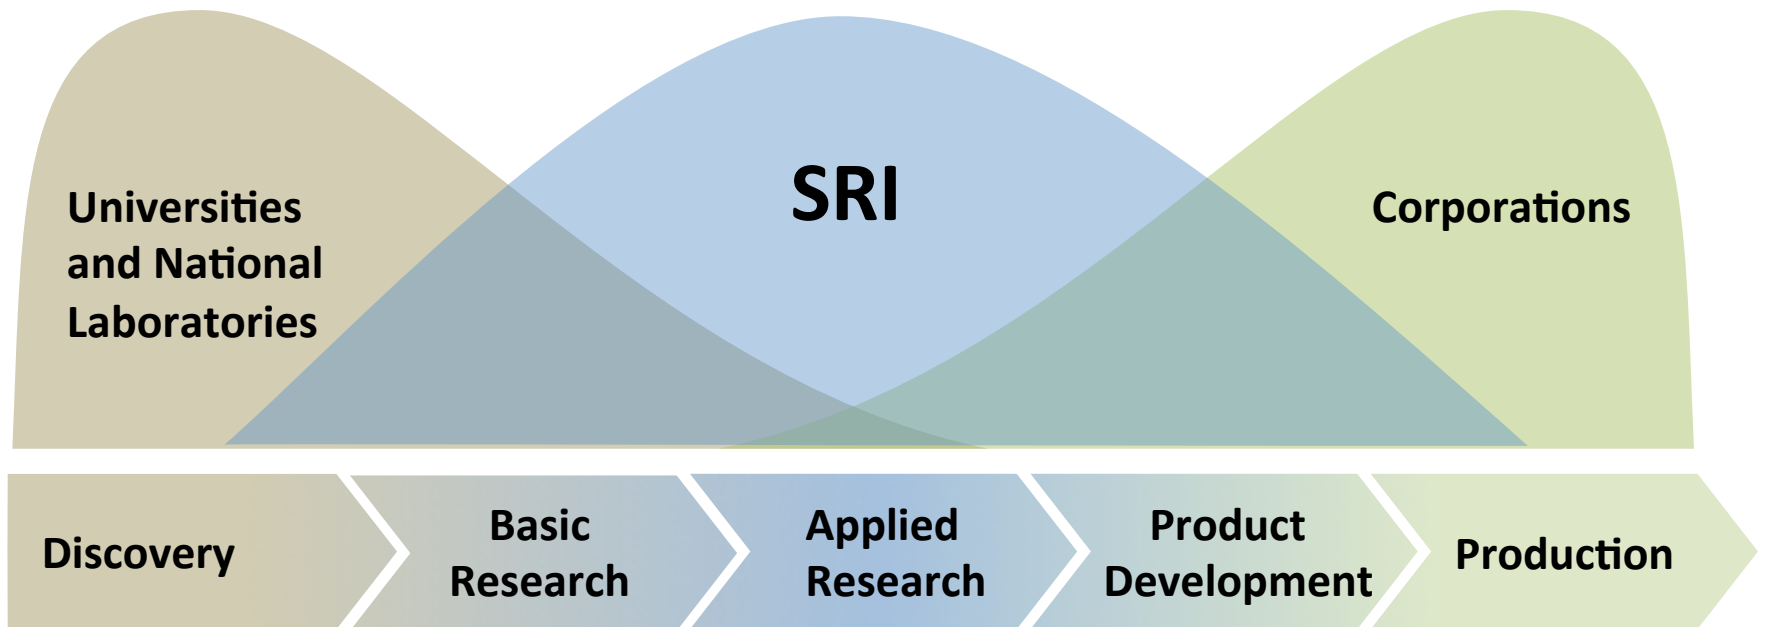 Universities
and National
Laboratories
SRI
Corporations
Discovery
Basic
Research
Applied
Research
Product
Development
Production